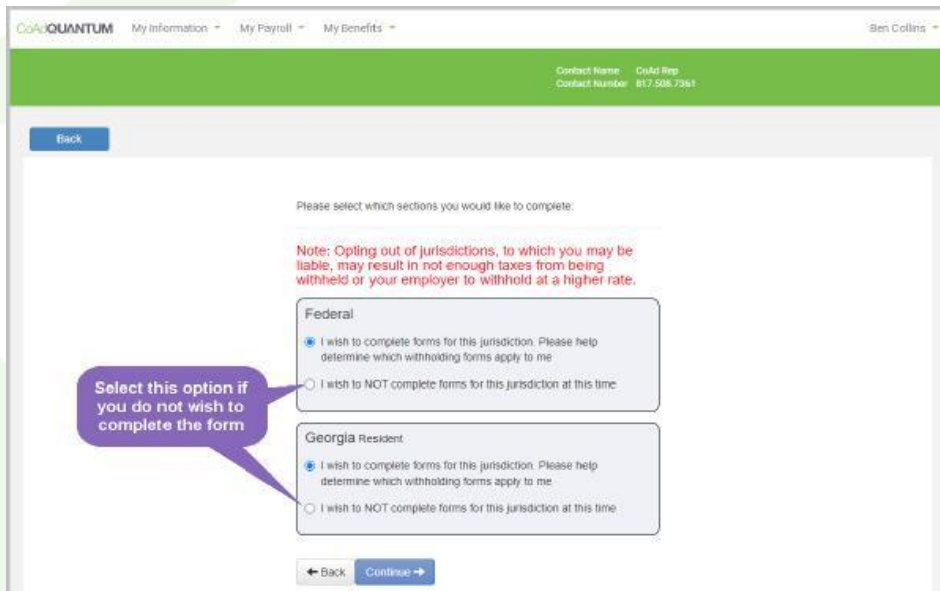 CoAdQUANTUM My Information My Payroll My Benefits Ben Collins
Contact Name CoAd Rep
Contact Number 817.508.7361
Back
Please select which sections you would like to complete:
Note: Opting out of jurisdictions, to which you may be
liable, may result in not enough taxes from being
withheld or your employer to withhold at a higher rate.
Federal
I wish to complete forms for this jurisdiction. Please help
determine which withholding forms apply to me
I wish to NOT complete forms for this jurisdiction at this time
Select this option if
you do not wish to
complete the form
Georgia Resident
I wish to complete forms for this jurisdiction. Please help
determine which withholding forms apply to me
I wish to NOT complete forms for this jurisdiction at this time
← Back Continue →